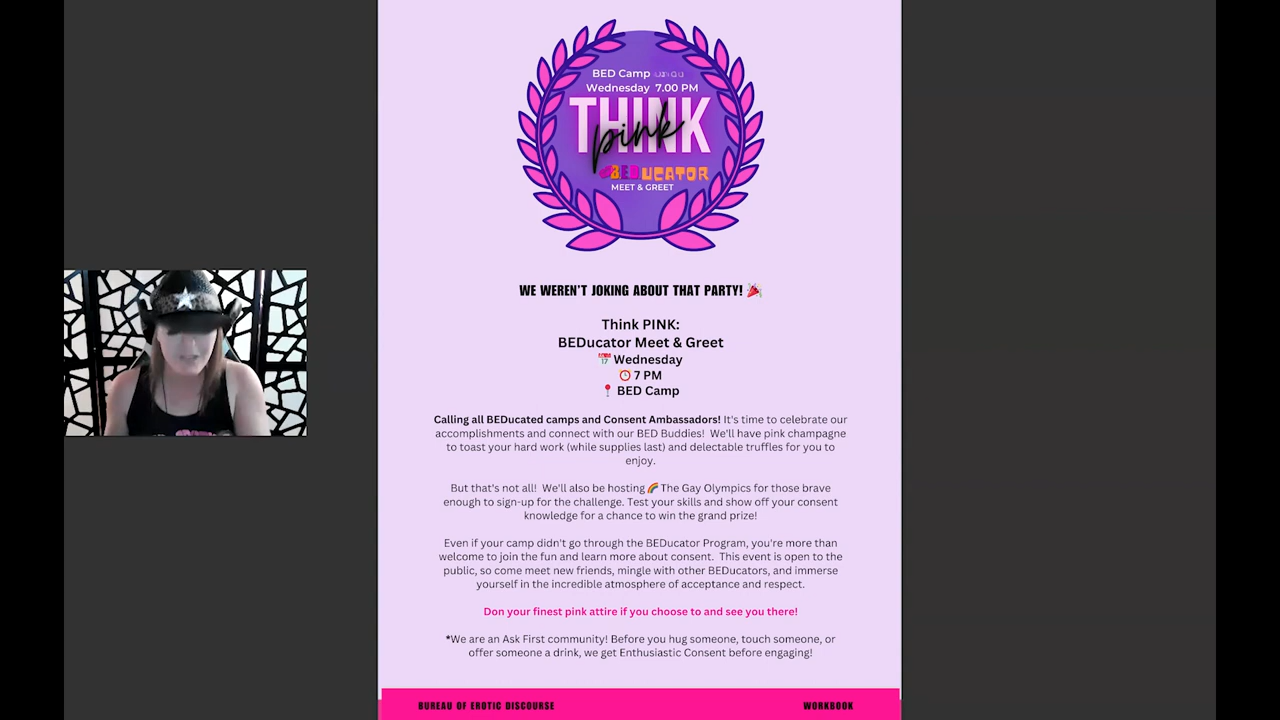 BED Camp
Wednesday 7.00 PM
THINK
pink
BEDUCATOR
MEET & GREET
WE WEREN'T JOKING ABOUT THAT PARTY! 🎉
Think PINK:
BEDucator Meet & Greet
📅 Wednesday
⏰ 7 PM
📍 BED Camp
Calling all BEDucated camps and Consent Ambassadors! It's time to celebrate our
accomplishments and connect with our BED Buddies! We'll have pink champagne
to toast your hard work (while supplies last) and delectable truffles for you to
enjoy.
But that's not all! We'll also be hosting 🌈 The Gay Olympics for those brave
enough to sign-up for the challenge. Test your skills and show off your consent
knowledge for a chance to win the grand prize!
Even if your camp didn't go through the BEDucator Program, you're more than
welcome to join the fun and learn more about consent. This event is open to the
public, so come meet new friends, mingle with other BEDucators, and immerse
yourself in the incredible atmosphere of acceptance and respect.
Don your finest pink attire if you choose to and see you there!
*We are an Ask First community! Before you hug someone, touch someone, or
offer someone a drink, we get Enthusiastic Consent before engaging!
BUREAU OF EROTIC DISCOURSE
WORKBOOK